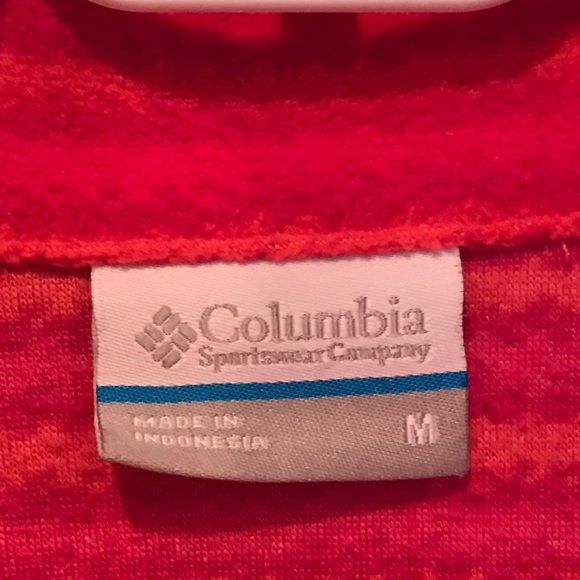 Columbia
Sportswear Company
MADE IN
INDONESIA
M